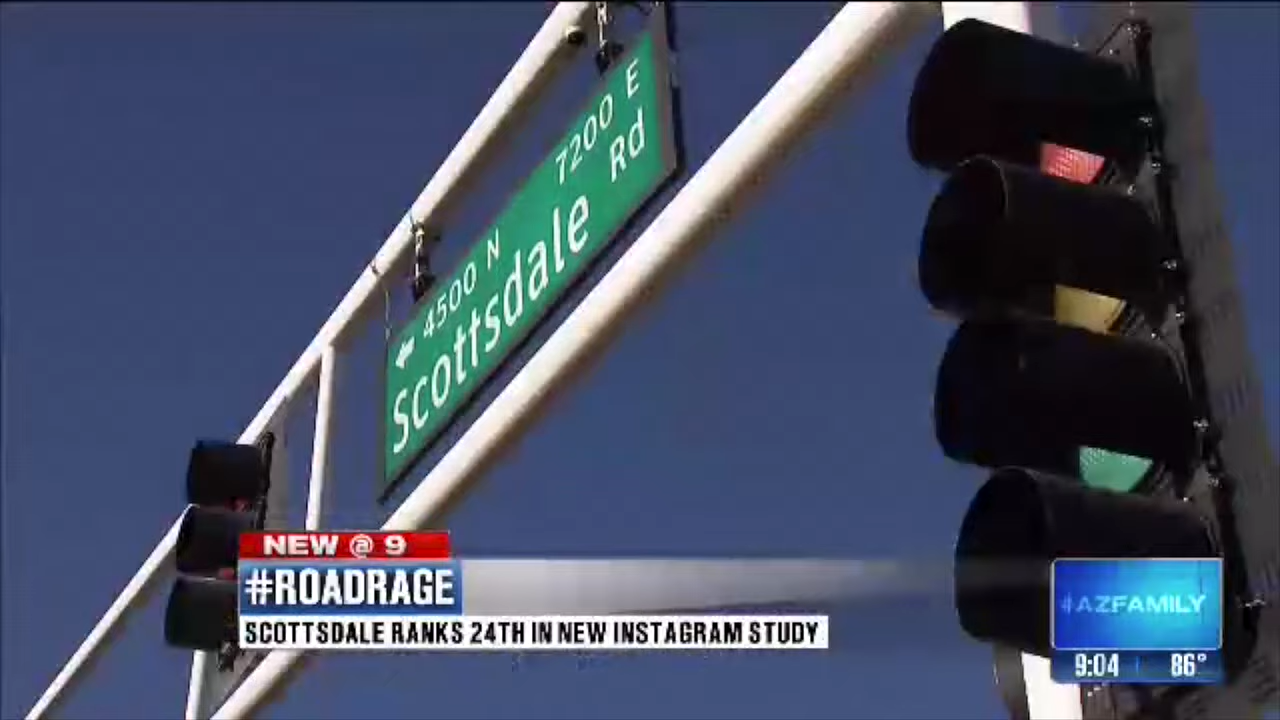 7200 E
Rd
← 4500 N
Scottsdale
NEW @ 9
#ROADRAGE
SCOTTSDALE RANKS 24TH IN NEW INSTAGRAM STUDY
#AZFAMILY
9:04 86°